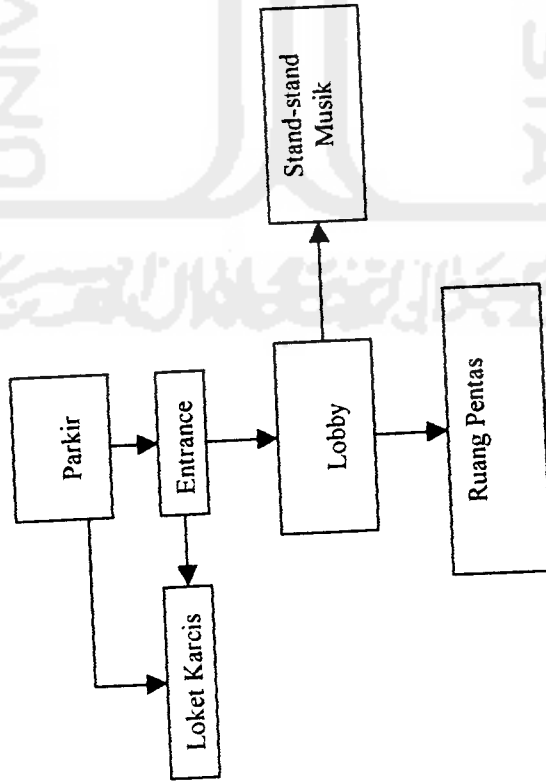 Parkir
Entrance
Loket Karcis
Lobby
Stand-stand
Musik
Ruang Pentas